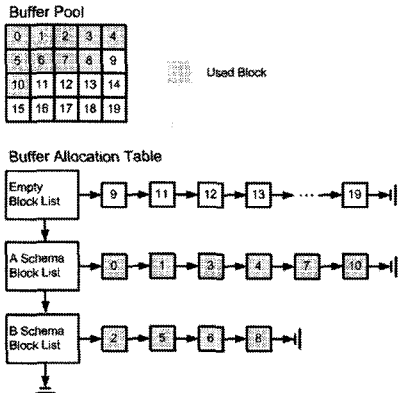 Buffer Pool
0 1 2 3 4
5 6 7 8 9
10 11 12 13 14
15 16 17 18 19
Used Block
Buffer Allocation Table
Empty
Block List
9 11 12 13 ... 19
A Schema
Block List
0 1 3 4 7 10
B Schema
Block List
2 5 6 8